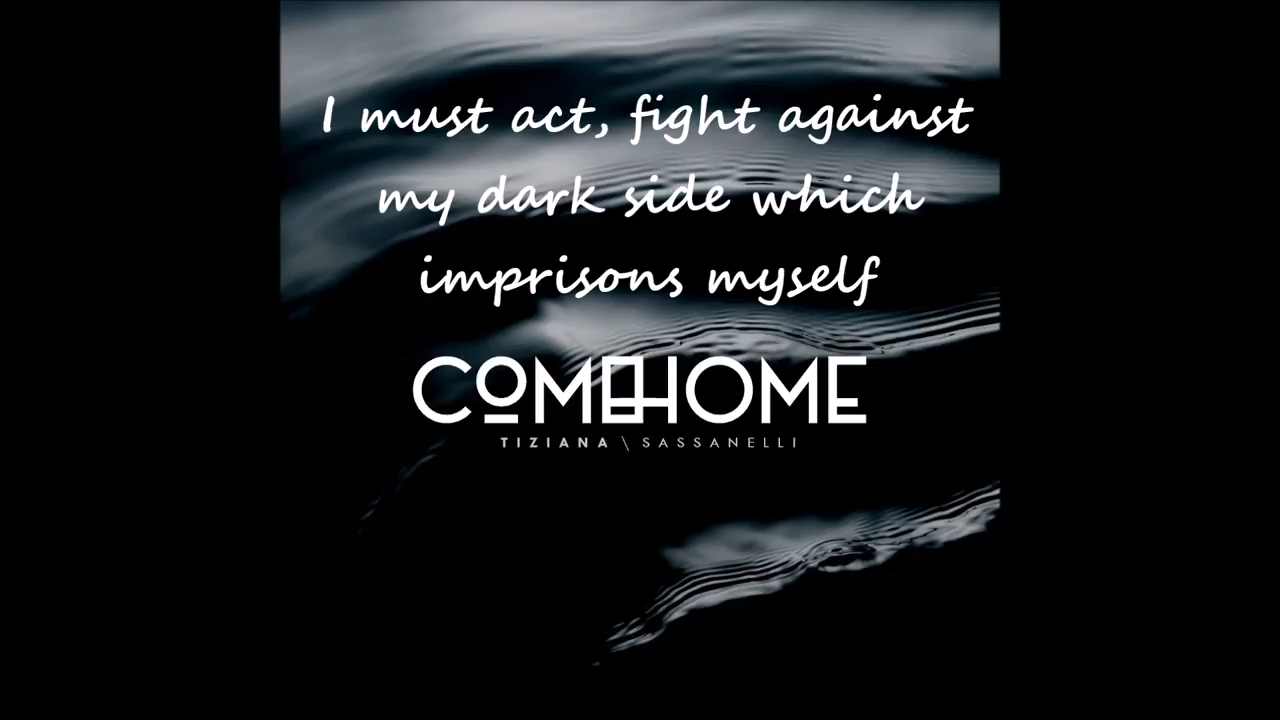 I must act, fight against
my dark side which
imprisons myself
COMEHOME
TIZIANA \ SASSANELLI